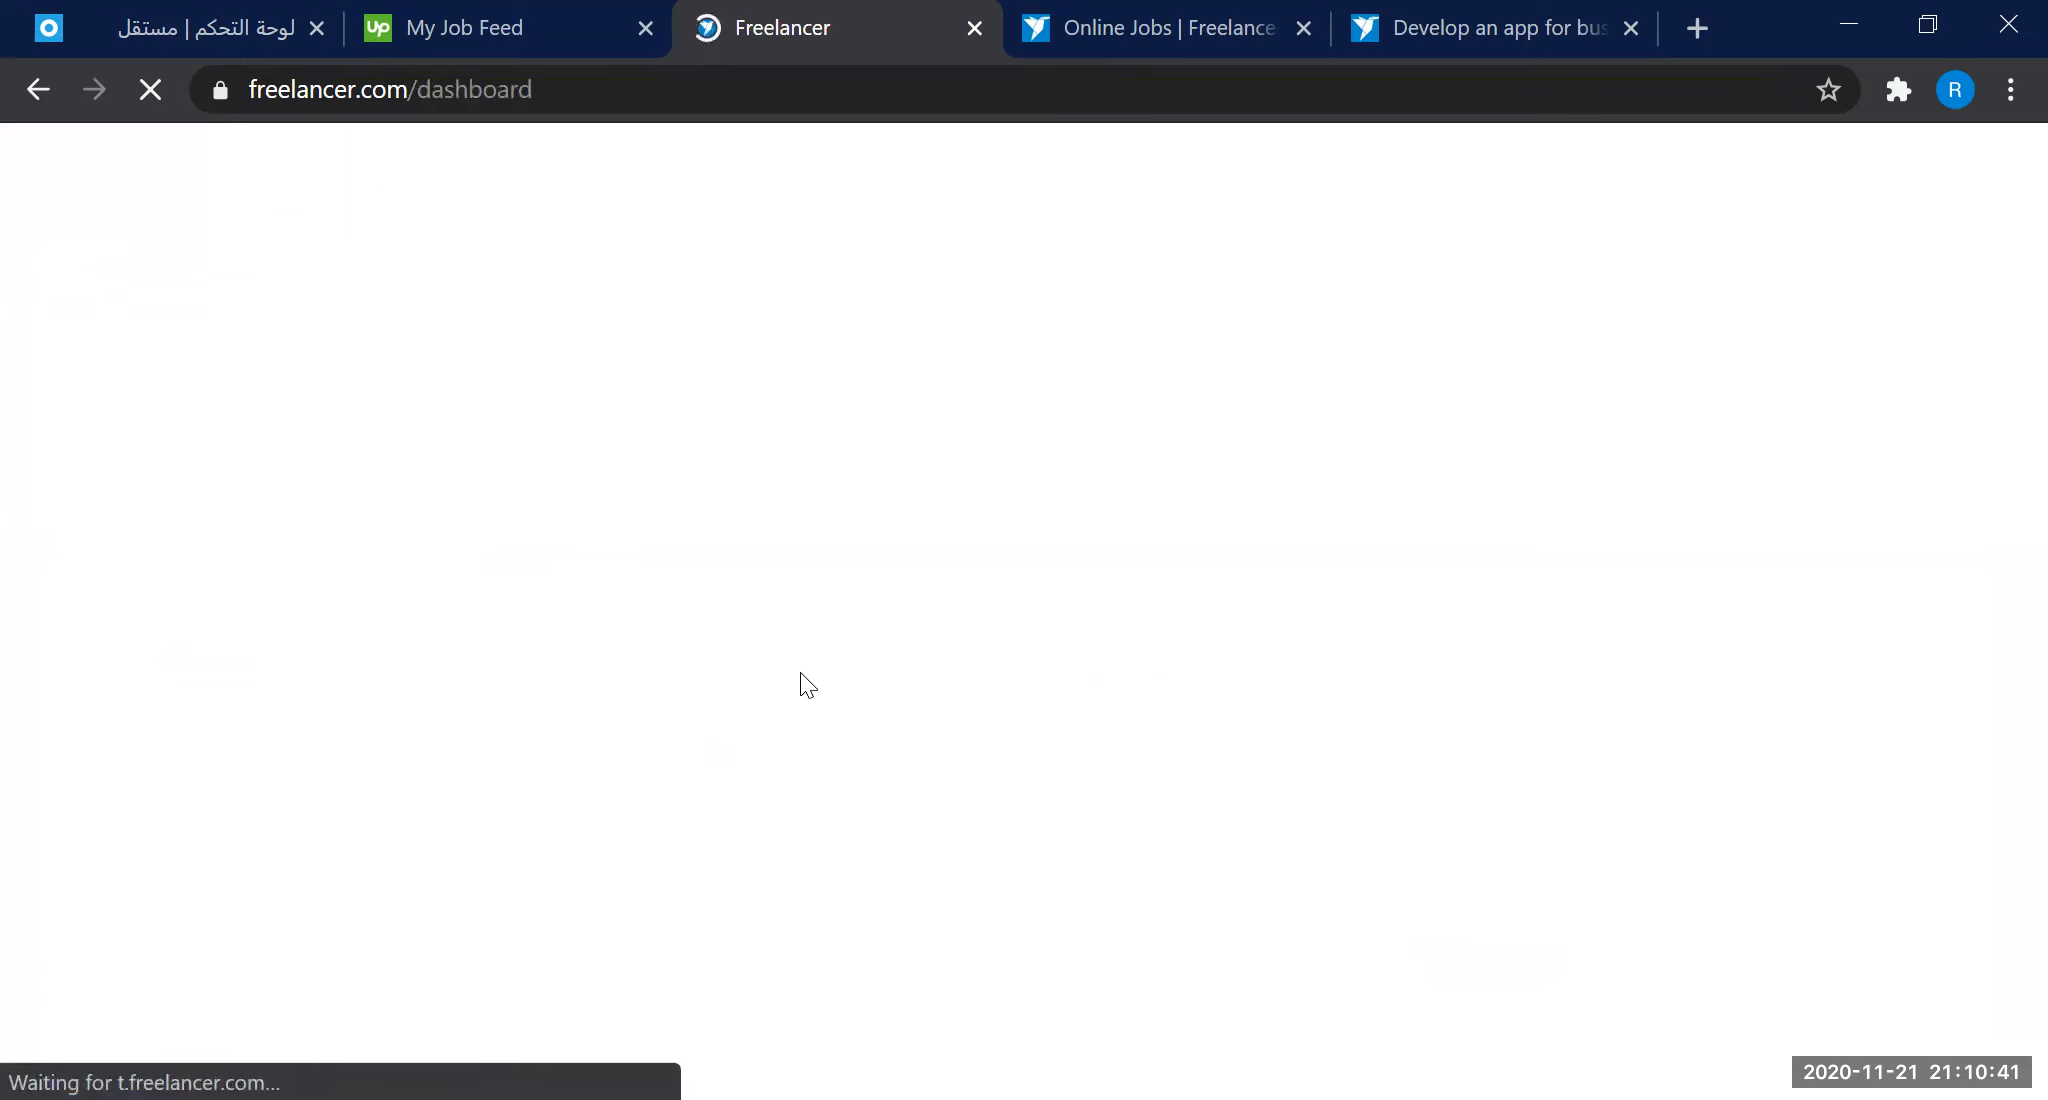 لوحة التحكم | مستقل
Up My Job Feed
Freelancer
Online Jobs | Freelance
Develop an app for bus
freelancer.com/dashboard
R
Waiting for t.freelancer.com...
2020-11-21 21:10:41